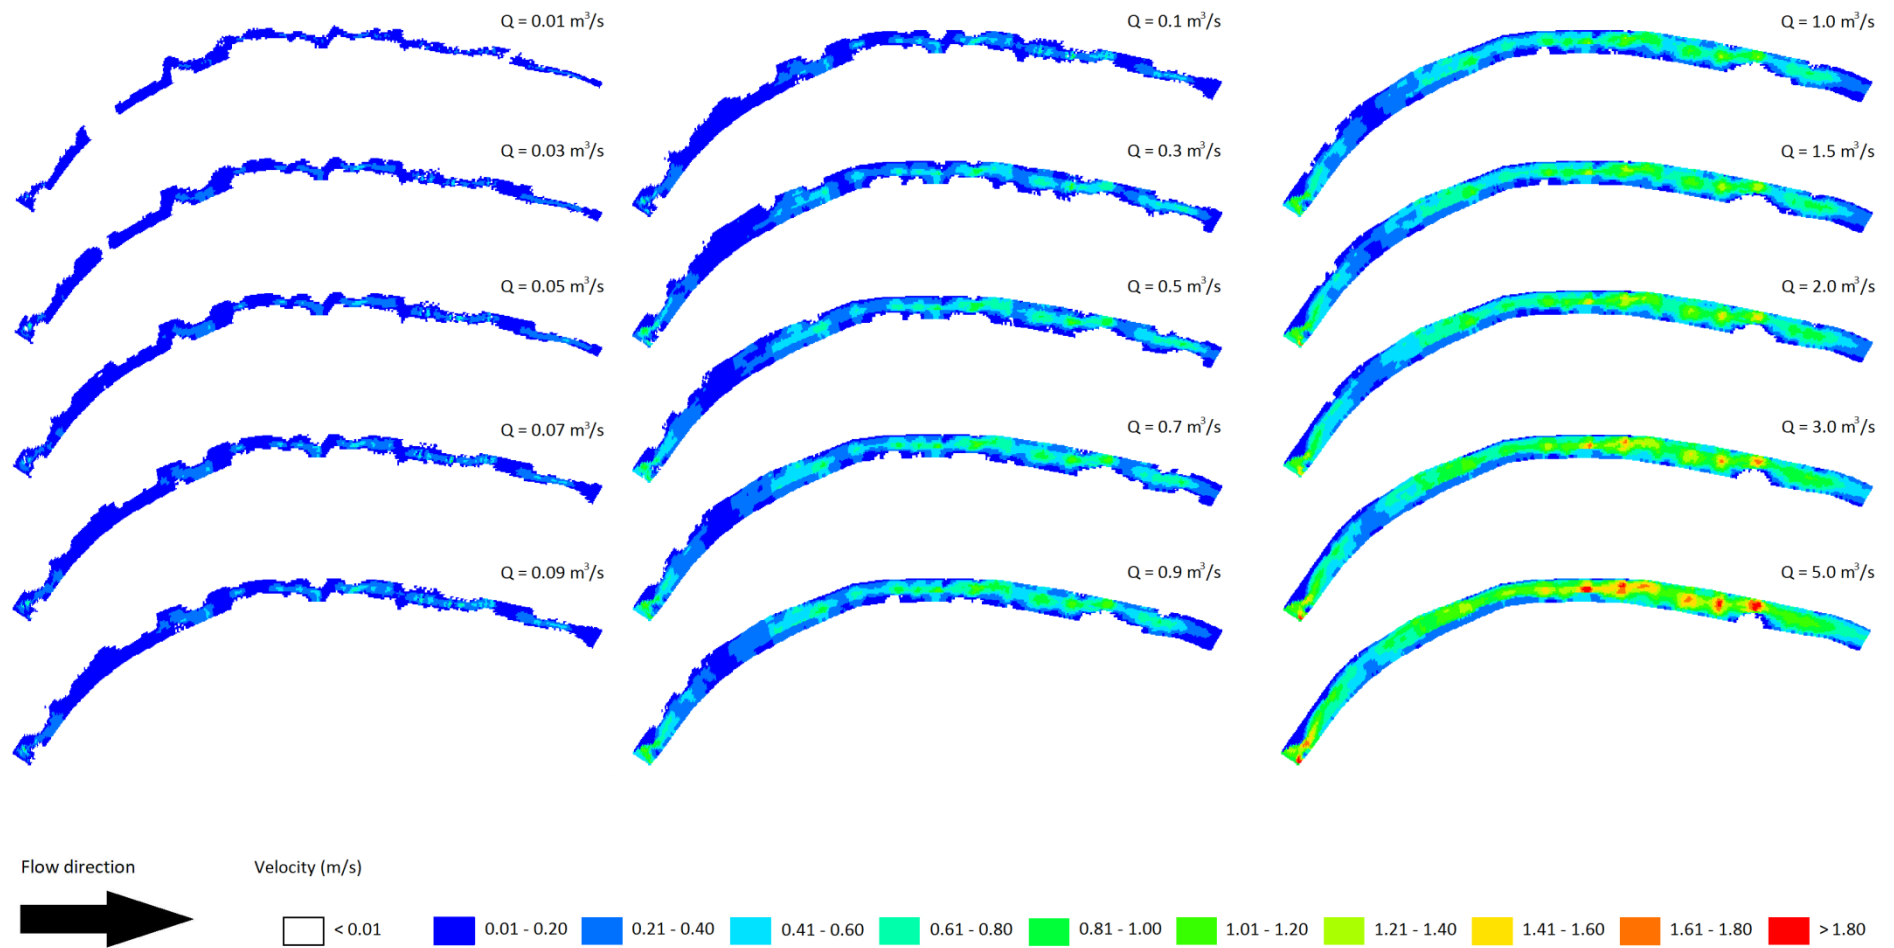 Q = 0.01 m³/s
Q = 0.1 m³/s
Q = 1.0 m³/s
Q = 0.03 m³/s
Q = 0.3 m³/s
Q = 1.5 m³/s
Q = 0.05 m³/s
Q = 0.5 m³/s
Q = 2.0 m³/s
Q = 0.07 m³/s
Q = 0.7 m³/s
Q = 3.0 m³/s
Q = 0.09 m³/s
Q = 0.9 m³/s
Q = 5.0 m³/s
Flow direction
Velocity (m/s)
< 0.01
0.01 - 0.20
0.21 - 0.40
0.41 - 0.60
0.61 - 0.80
0.81 - 1.00
1.01 - 1.20
1.21 - 1.40
1.41 - 1.60
1.61 - 1.80
> 1.80